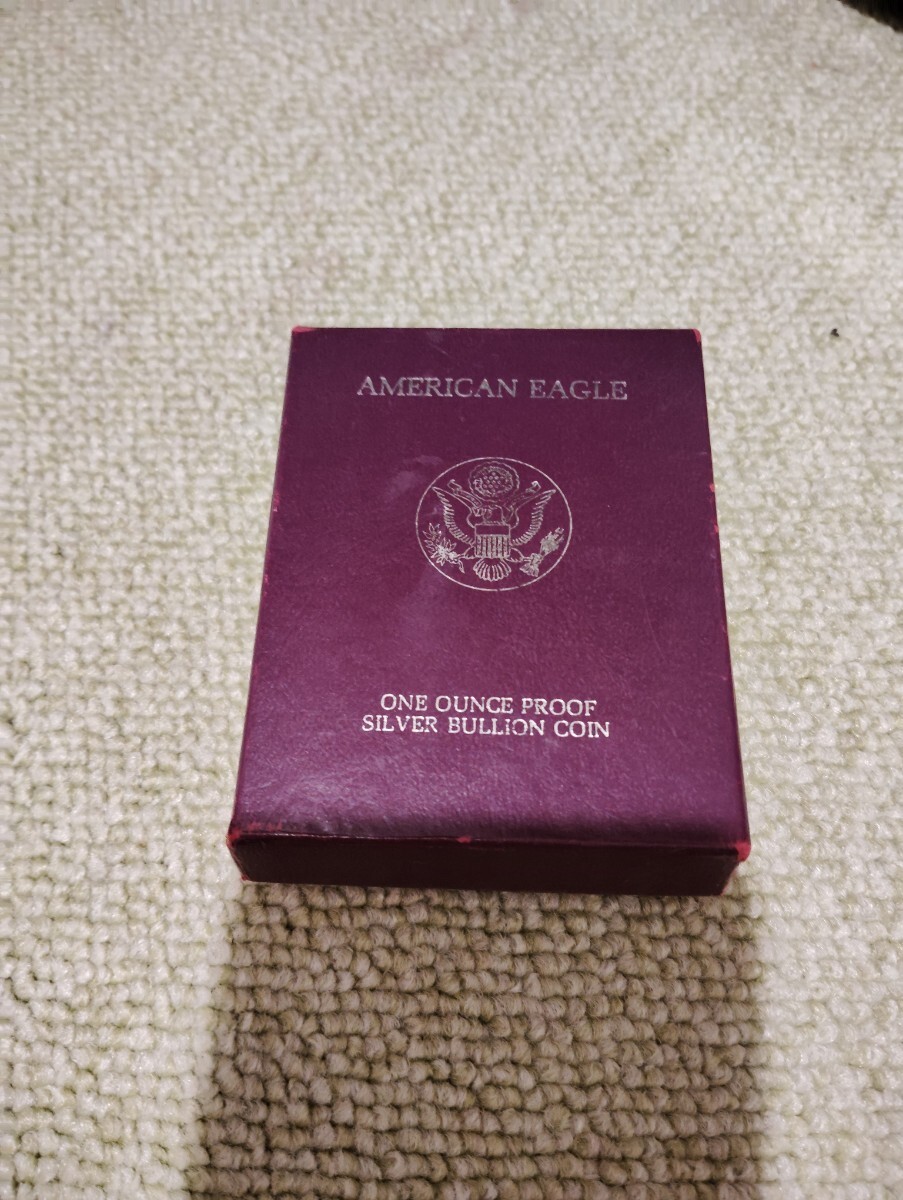 AMERICAN EAGLE
ONE OUNCE PROOF
SILVER BULLION COIN